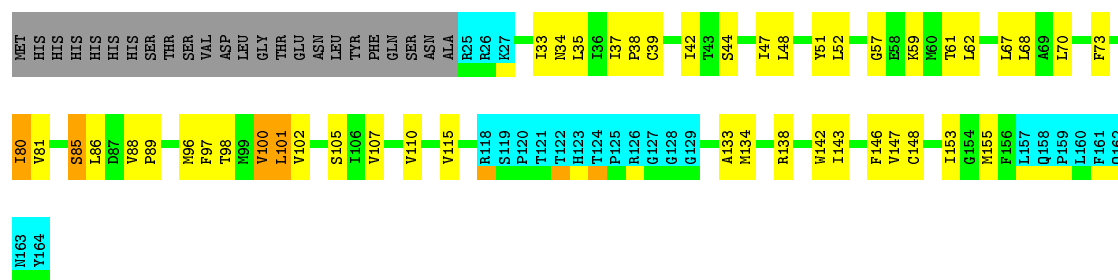 MET HIS HIS HIS HIS HIS HIS SER THR SER VAL ASP LEU GLY THR GLU ASN LEU TYR PHE GLN SER ASN ALA R25 R26 K27 I33 N34 L35 I36 I37 P38 C39 I42 T43 S44 I47 L48 Y51 L52 G57 E58 K59 M60 T61 L62 L67 L68 A69 L70 F73
I80 V81 S85 L86 D87 V88 P89 M96 F97 T98 M99 V100 L101 V102 S105 I106 V107 V110 V115 R118 S119 P120 T121 T122 H123 T124 P125 R126 G127 G128 G129 A133 M134 R138 W142 I143 F146 V147 C148 I153 G154 M155 F156 L157 Q158 P159 L160 F161
N163 Y164